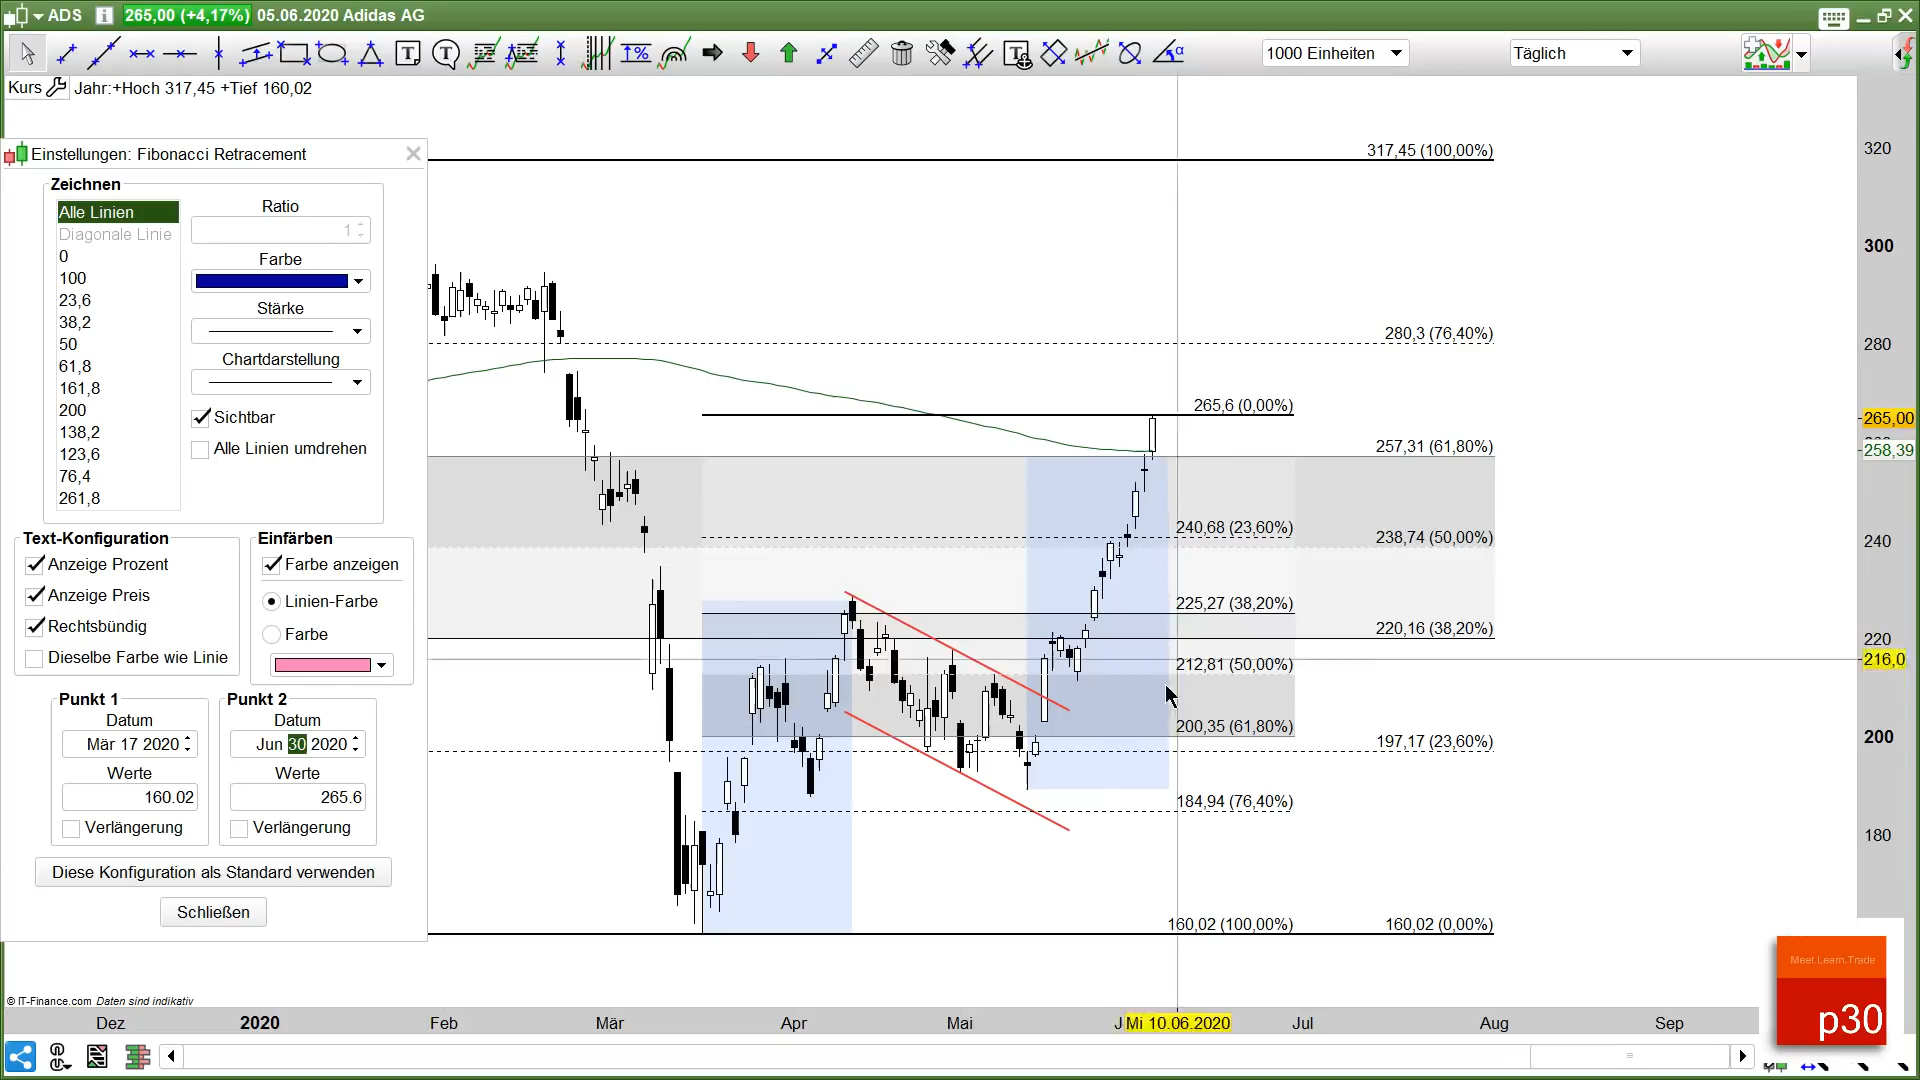 ADS 265,00 (+4,17%) 05.06.2020 Adidas AG
1000 Einheiten
Täglich
Kurs Jahr:+Hoch 317,45 +Tief 160,02
Einstellungen: Fibonacci Retracement
Zeichnen
Alle Linien
Diagonale Linie
0
100
23,6
38,2
50
61,8
161,8
200
138,2
123,6
76,4
261,8
Ratio
1
Farbe
Stärke
Chartdarstellung
Sichtbar
Alle Linien umdrehen
Text-Konfiguration
Anzeige Prozent
Anzeige Preis
Rechtsbündig
Dieselbe Farbe wie Linie
Einfärben
Farbe anzeigen
Linien-Farbe
Farbe
Punkt 1
Datum
Mär 17 2020
Werte
160.02
Verlängerung
Punkt 2
Datum
Jun 30 2020
Werte
265.6
Verlängerung
Diese Konfiguration als Standard verwenden
Schließen
317,45 (100,00%)
280,3 (76,40%)
265,6 (0,00%)
257,31 (61,80%)
240,68 (23,60%)
238,74 (50,00%)
225,27 (38,20%)
220,16 (38,20%)
212,81 (50,00%)
200,35 (61,80%)
197,17 (23,60%)
184,94 (76,40%)
160,02 (100,00%)
160,02 (0,00%)
320
300
280
265,00
258,39
240
220
216,0
200
180
© IT-Finance.com Daten sind indikativ
Dez 2020 Feb Mär Apr Mai J Mi 10.06.2020 Jul Aug Sep
Meet.Learn.Trade
p30